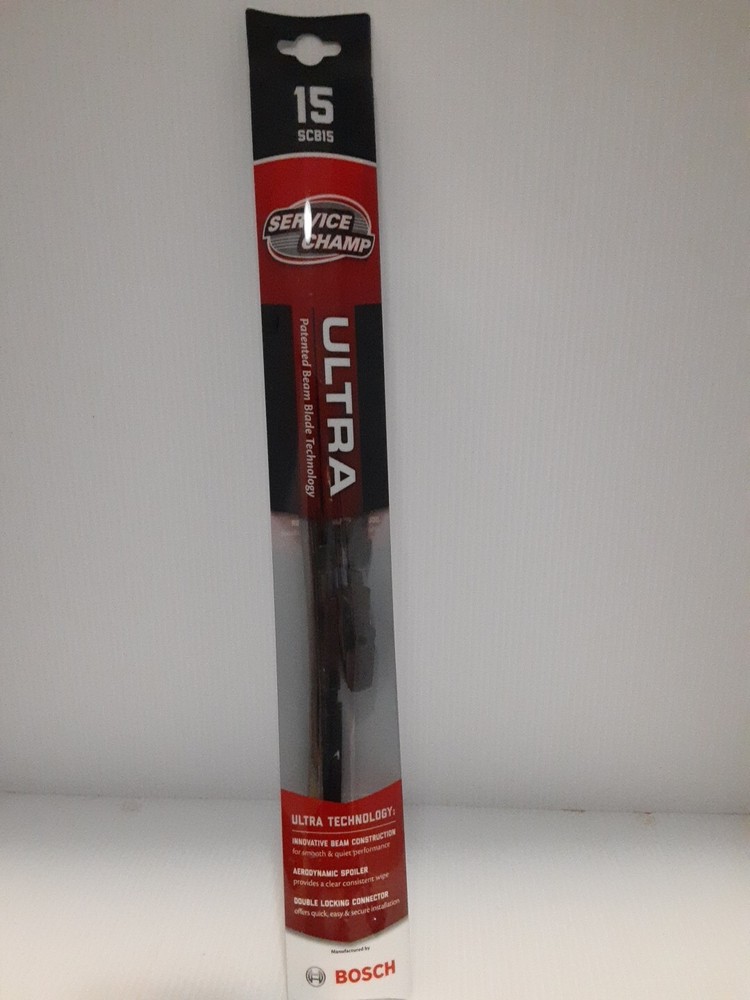 15
SCB15
SERVICE
CHAMP
ULTRA
Patented Beam Blade Technology
ULTRA TECHNOLOGY:
INNOVATIVE BEAM CONSTRUCTION
for smooth & quiet performance
AERODYNAMIC SPOILER
provides a clear consistent wipe
DOUBLE LOCKING CONNECTOR
offers quick, easy & secure installation
Manufactured by
BOSCH